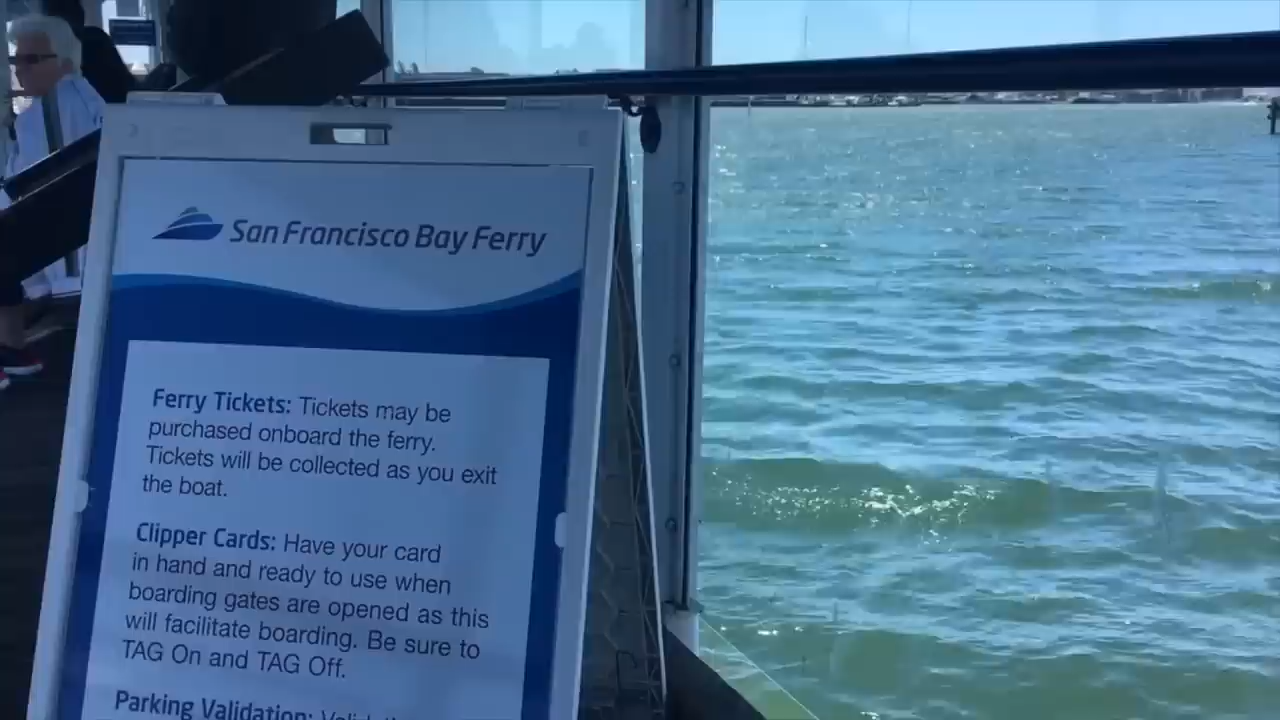 San Francisco Bay Ferry
Ferry Tickets: Tickets may be
purchased onboard the ferry.
Tickets will be collected as you exit
the boat.
Clipper Cards: Have your card
in hand and ready to use when
boarding gates are opened as this
will facilitate boarding. Be sure to
TAG On and TAG Off.
Parking Validation: